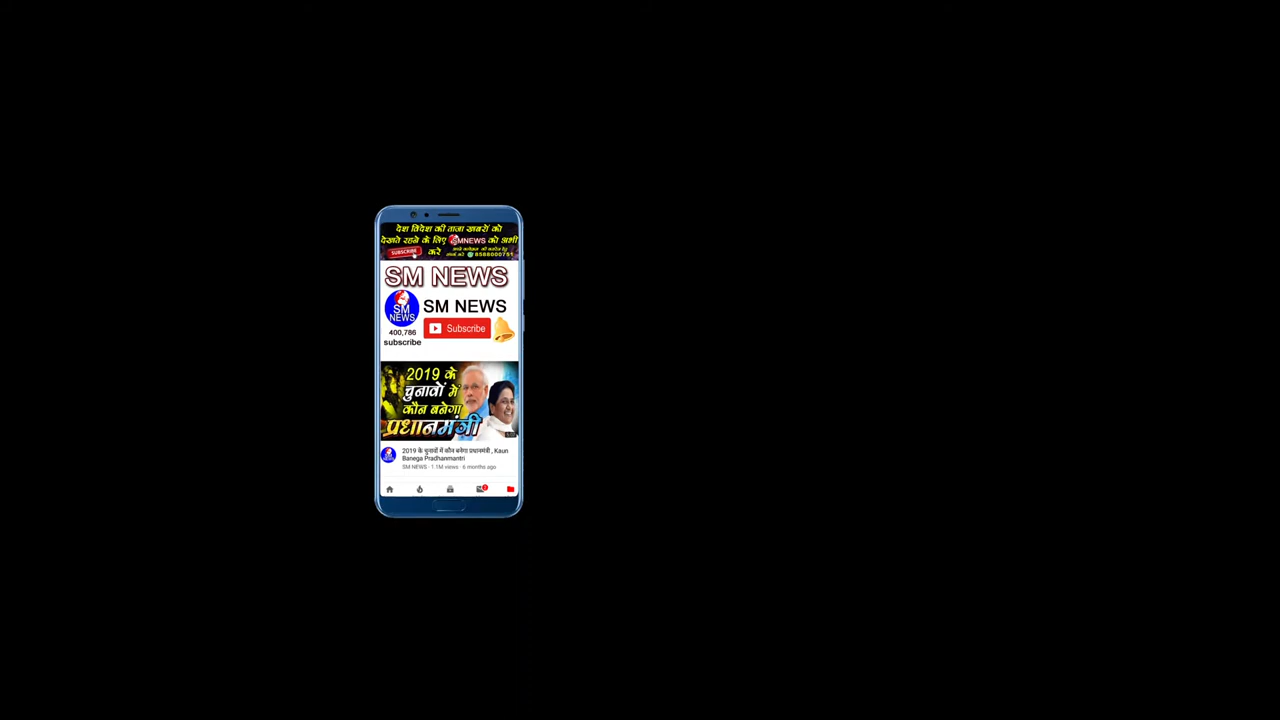 देश विदेश की ताजा खबरों को
देखते रहने के लिए SMNEWS को अभी
SUBSCRIBE करे
8588000751
SM NEWS
SM NEWS
SM NEWS
Subscribe
400,786
subscribe
2019 के
चुनावों में
कौन बनेगा
प्रधानमंत्री
2019 के चुनावों में कौन बनेगा प्रधानमंत्री , Kaun
Banega Pradhanmantri
SM NEWS · 1.1M views · 6 months ago